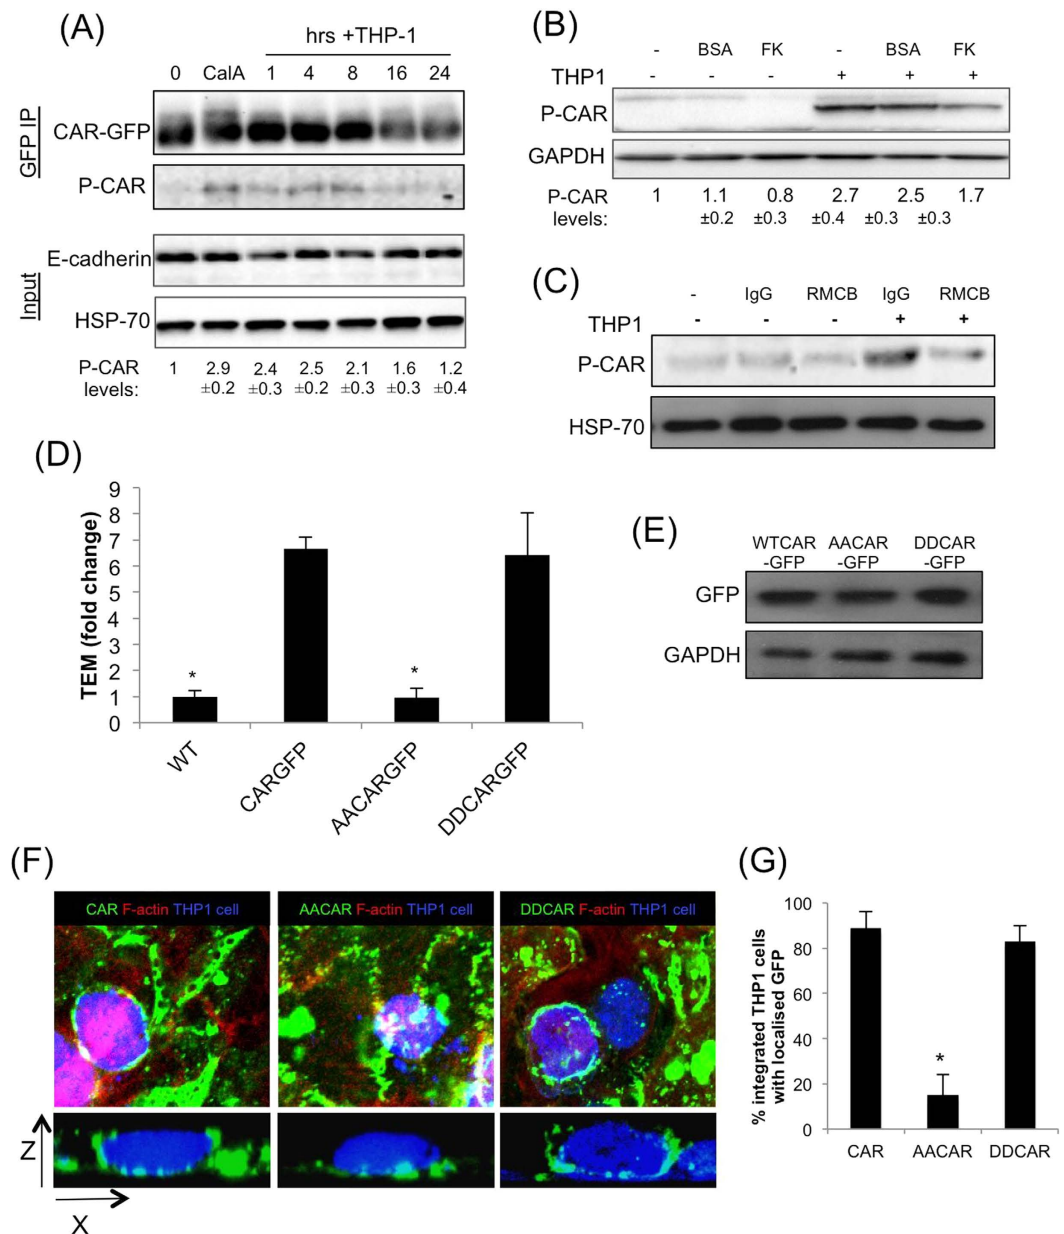 (A)
hrs +THP-1
0 CalA 1 4 8 16 24
GFP IP
CAR-GFP
P-CAR
Input
E-cadherin
HSP-70
P-CAR levels:
1 2.9 2.4 2.5 2.1 1.6 1.2
±0.2 ±0.3 ±0.2 ±0.3 ±0.3 ±0.4
(B)
- BSA FK - BSA FK
THP1 - - - + + +
P-CAR
GAPDH
P-CAR levels:
1 1.1 0.8 2.7 2.5 1.7
±0.2 ±0.3 ±0.4 ±0.3 ±0.3
(C)
- IgG RMCB IgG RMCB
THP1 - - - + +
P-CAR
HSP-70
(D)
TEM (fold change)
9
8
7
6
5
4
3
2
1
0
*
*
WT
CARGFP
AACARGFP
DDCARGFP
(E)
WTCAR AACAR DDCAR
-GFP -GFP -GFP
GFP
GAPDH
(F)
CAR F-actin THP1 cell
AACAR F-actin THP1 cell
DDCAR F-actin THP1 cell
Z
X
(G)
% integrated THP1 cells
with localised GFP
100
80
60
40
20
0
*
CAR AACAR DDCAR